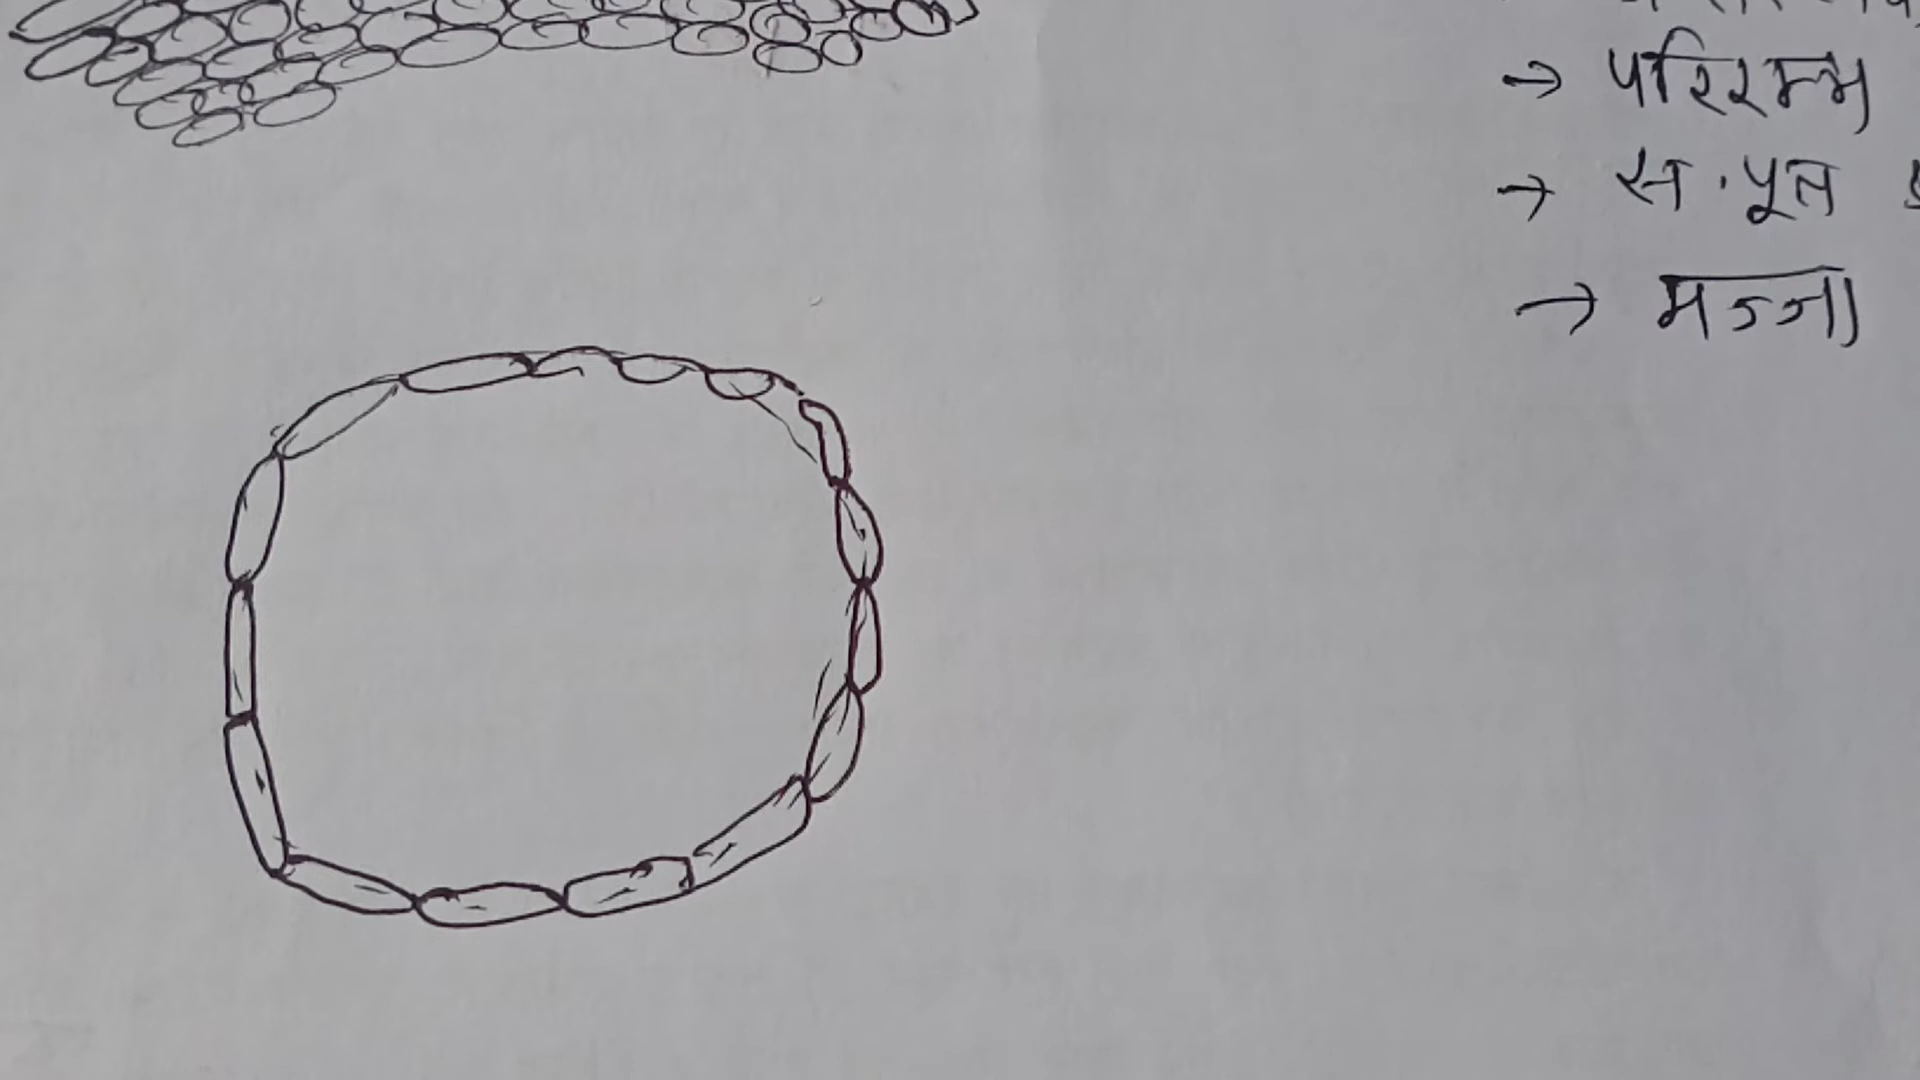 → परिरम्भ
→ स.पूल
→ मज्जा